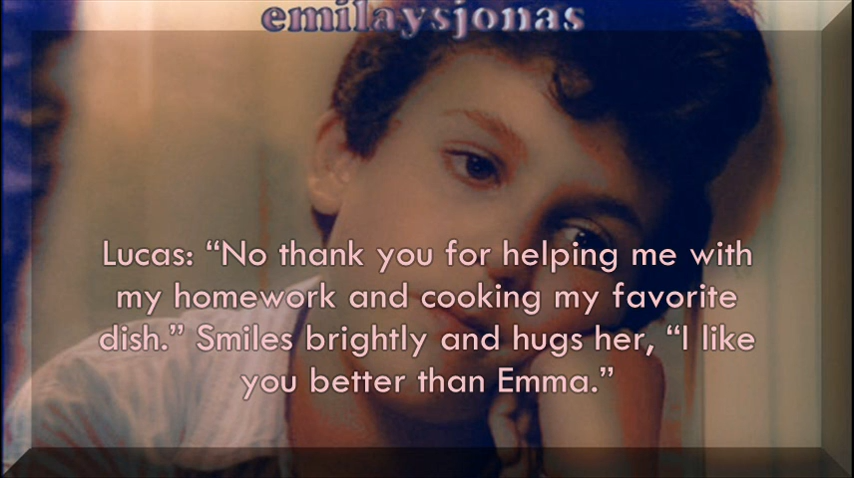 emilaysjonas
Lucas: “No thank you for helping me with
my homework and cooking my favorite
dish.” Smiles brightly and hugs her, “I like
you better than Emma.”